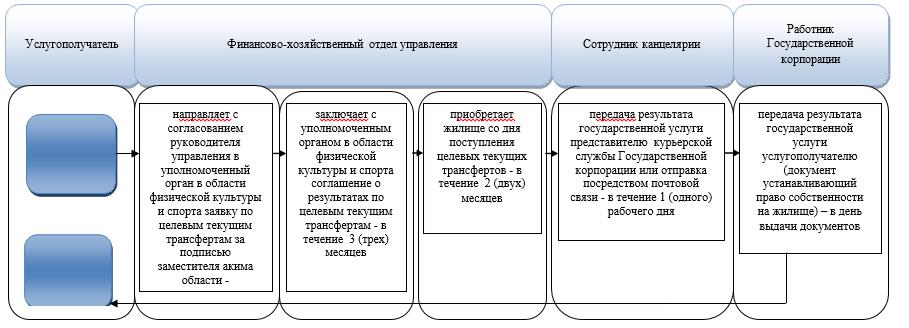 Услугополучатель
Финансово-хозяйственный отдел управления
Сотрудник канцелярии
Работник
Государственной
корпорации
направляет с
согласованием
руководителя
управления в
уполномоченный
орган в области
физической культуры
и спорта заявку по
целевым текущим
трансфертам за
подписью
заместителя акима
области -
заключает с
уполномоченным
органом в области
физической
культуры и спорта
соглашение о
результатах по
целевым текущим
трансфертам - в
течение 3 (трех)
месяцев
приобретает
жилище со дня
поступления
целевых текущих
трансфертов - в
течение 2 (двух)
месяцев
передача результата
государственной услуги
представителю курьерской
службы Государственной
корпорации или отправка
посредством почтовой
связи - в течение 1 (одного)
рабочего дня
передача результата
государственной
услуги
услугополучателю
(документ
устанавливающий
право собственности
на жилище) – в день
выдачи документов